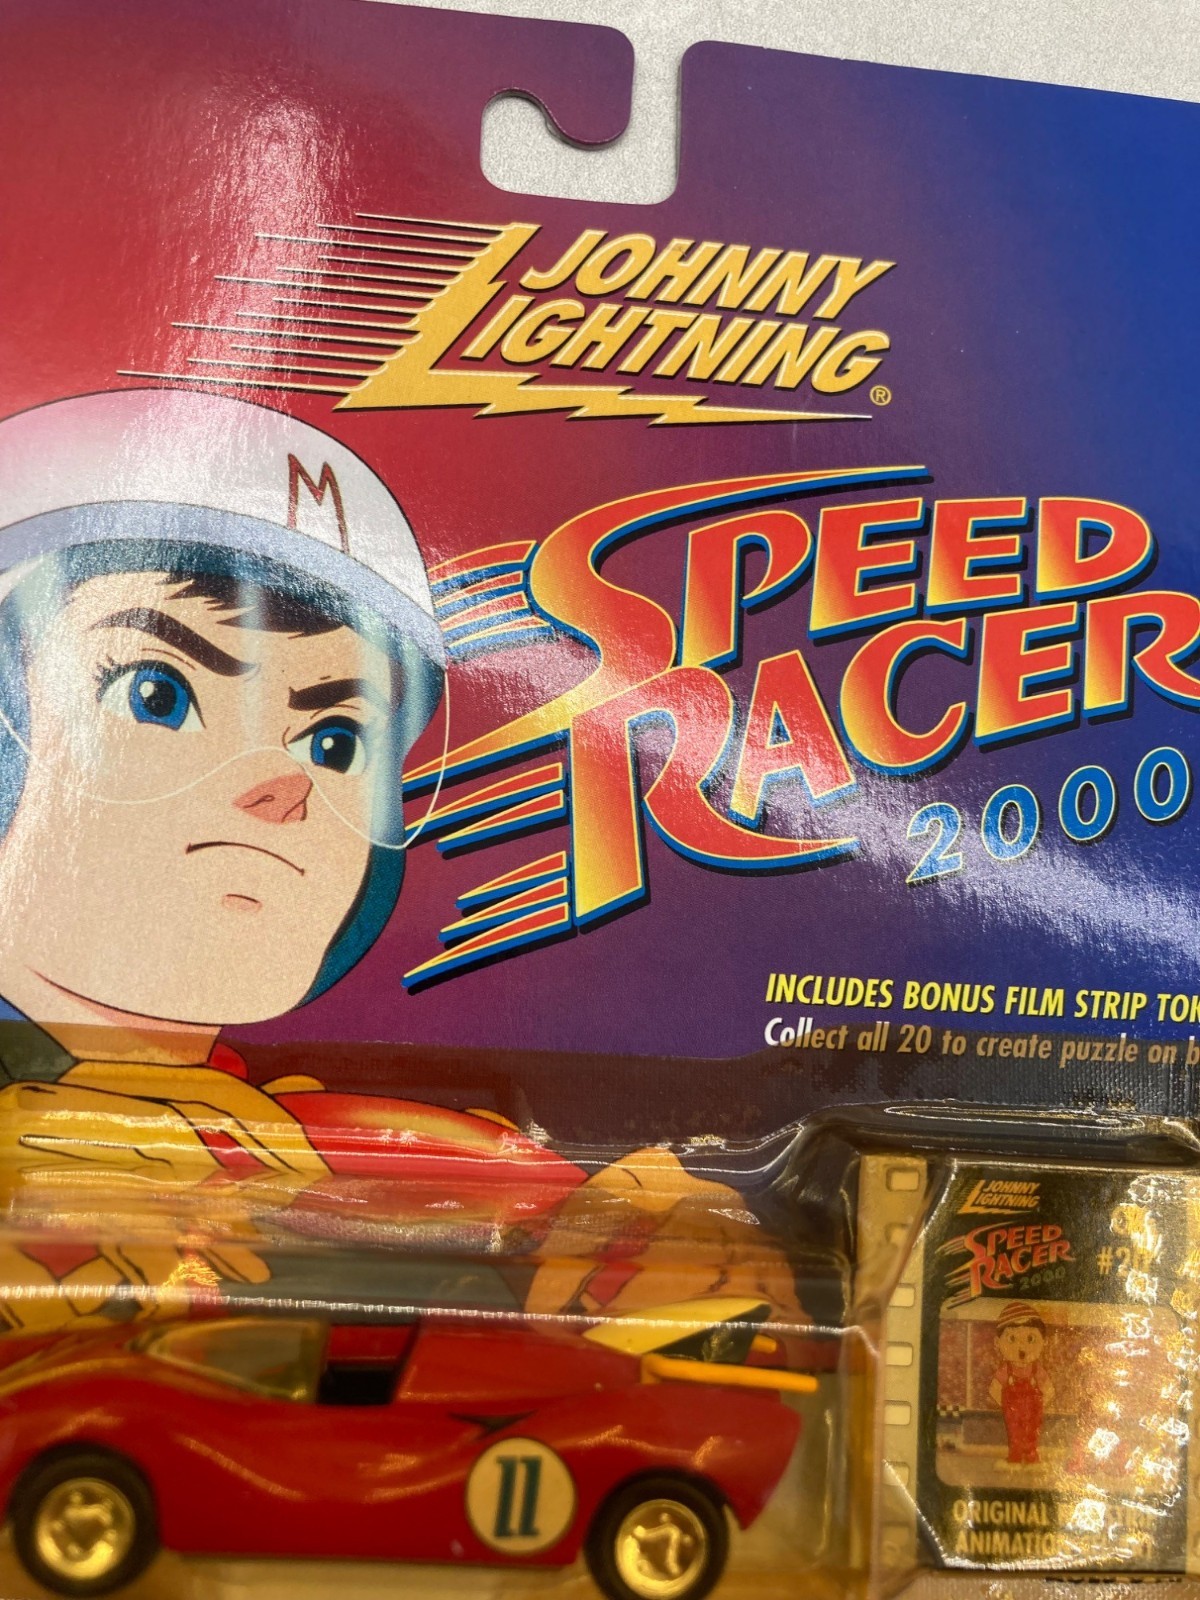 JOHNNY
LIGHTNING®
M
SPEED
RACER
2000
INCLUDES BONUS FILM STRIP
Collect all 20 to create puzzle on
JOHNNY
LIGHTNING
SPEED
RACER
2000
11
ORIGINAL